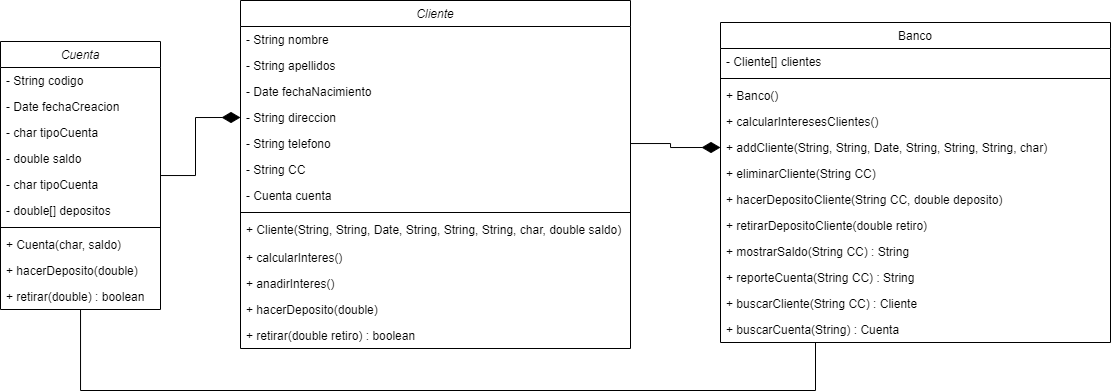 Cuenta
- String codigo
- Date fechaCreacion
- char tipoCuenta
- double saldo
- char tipoCuenta
- double[] depositos
+ Cuenta(char, saldo)
+ hacerDeposito(double)
+ retirar(double) : boolean
Cliente
- String nombre
- String apellidos
- Date fechaNacimiento
- String direccion
- String telefono
- String CC
- Cuenta cuenta
+ Cliente(String, String, Date, String, String, String, char, double saldo)
+ calcularInteres()
+ anadirInteres()
+ hacerDeposito(double)
+ retirar(double retiro) : boolean
Banco
- Cliente[] clientes
+ Banco()
+ calcularInteresesClientes()
+ addCliente(String, String, Date, String, String, String, char)
+ eliminarCliente(String CC)
+ hacerDepositoCliente(String CC, double deposito)
+ retirarDepositoCliente(double retiro)
+ mostrarSaldo(String CC) : String
+ reporteCuenta(String CC) : String
+ buscarCliente(String CC) : Cliente
+ buscarCuenta(String) : Cuenta